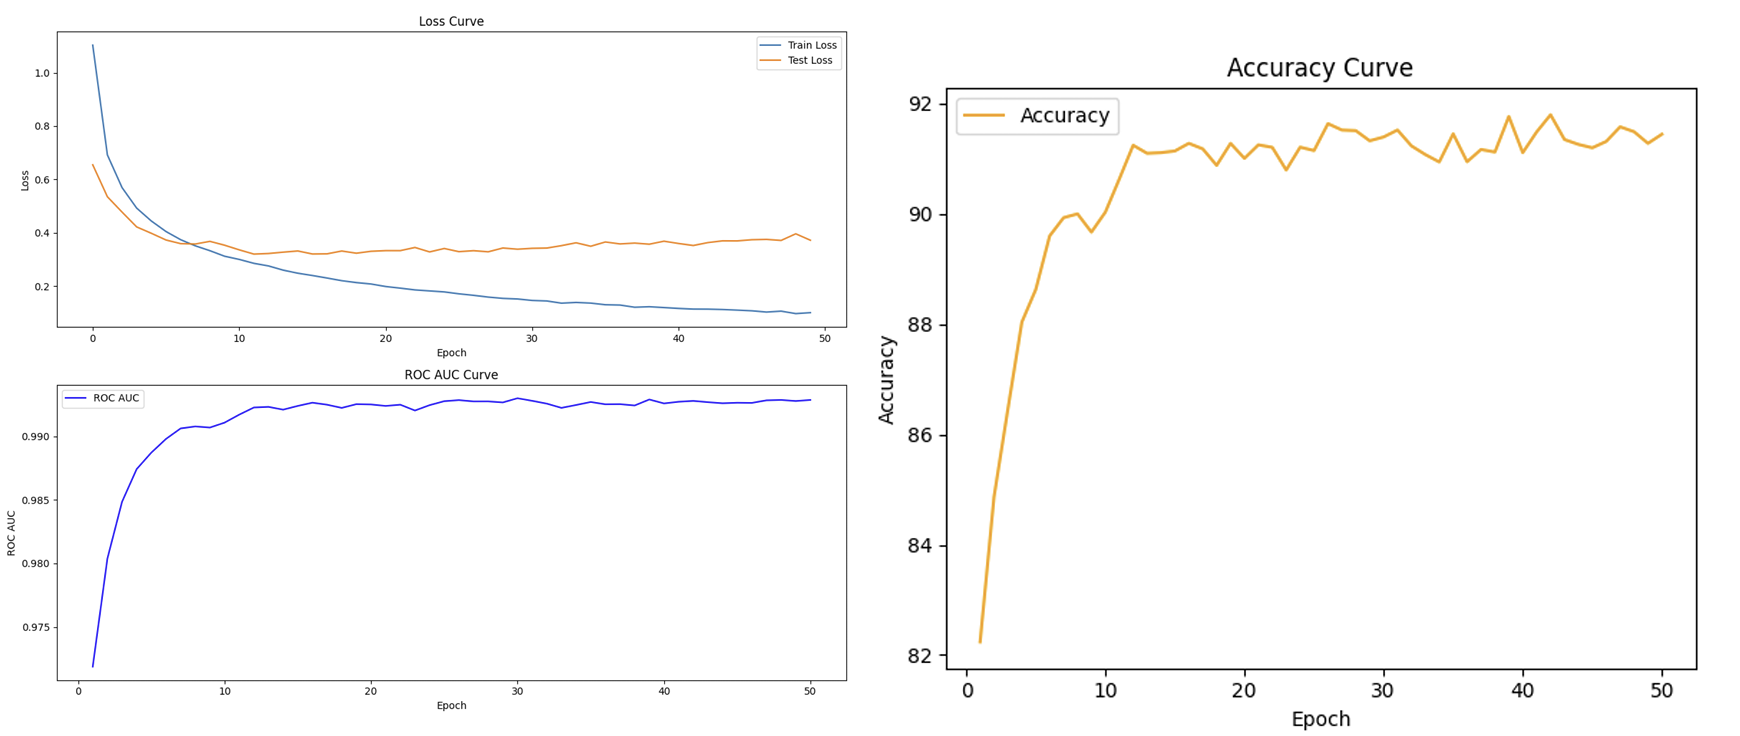 Loss Curve
Train Loss
Test Loss
1.0
0.8
0.6
0.4
0.2
Loss
0 10 20 30 40 50
Epoch
ROC AUC Curve
ROC AUC
0.990
0.985
0.980
0.975
ROC AUC
0 10 20 30 40 50
Epoch
Accuracy Curve
Accuracy
92
90
88
86
84
82
Accuracy
0 10 20 30 40 50
Epoch